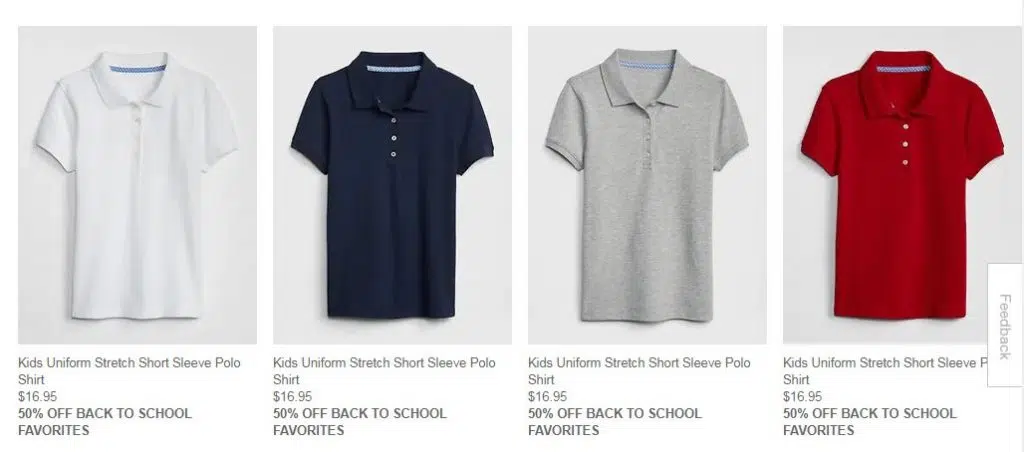 Kids Uniform Stretch Short Sleeve Polo
Shirt
$16.95
50% OFF BACK TO SCHOOL
FAVORITES
Kids Uniform Stretch Short Sleeve Polo
Shirt
$16.95
50% OFF BACK TO SCHOOL
FAVORITES
Kids Uniform Stretch Short Sleeve Polo
Shirt
$16.95
50% OFF BACK TO SCHOOL
FAVORITES
Kids Uniform Stretch Short Sleeve
Shirt
$16.95
50% OFF BACK TO SCHOOL
FAVORITES
Feedback